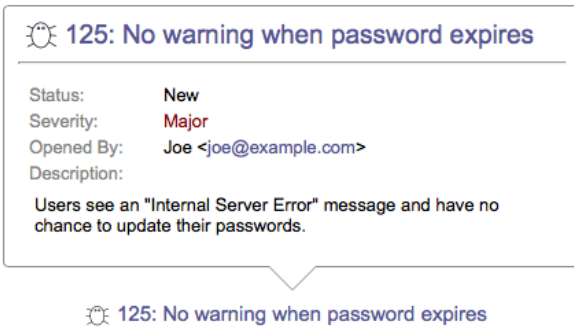 125: No warning when password expires
Status: New
Severity: Major
Opened By: Joe <joe@example.com>
Description:
Users see an "Internal Server Error" message and have no
chance to update their passwords.
125: No warning when password expires